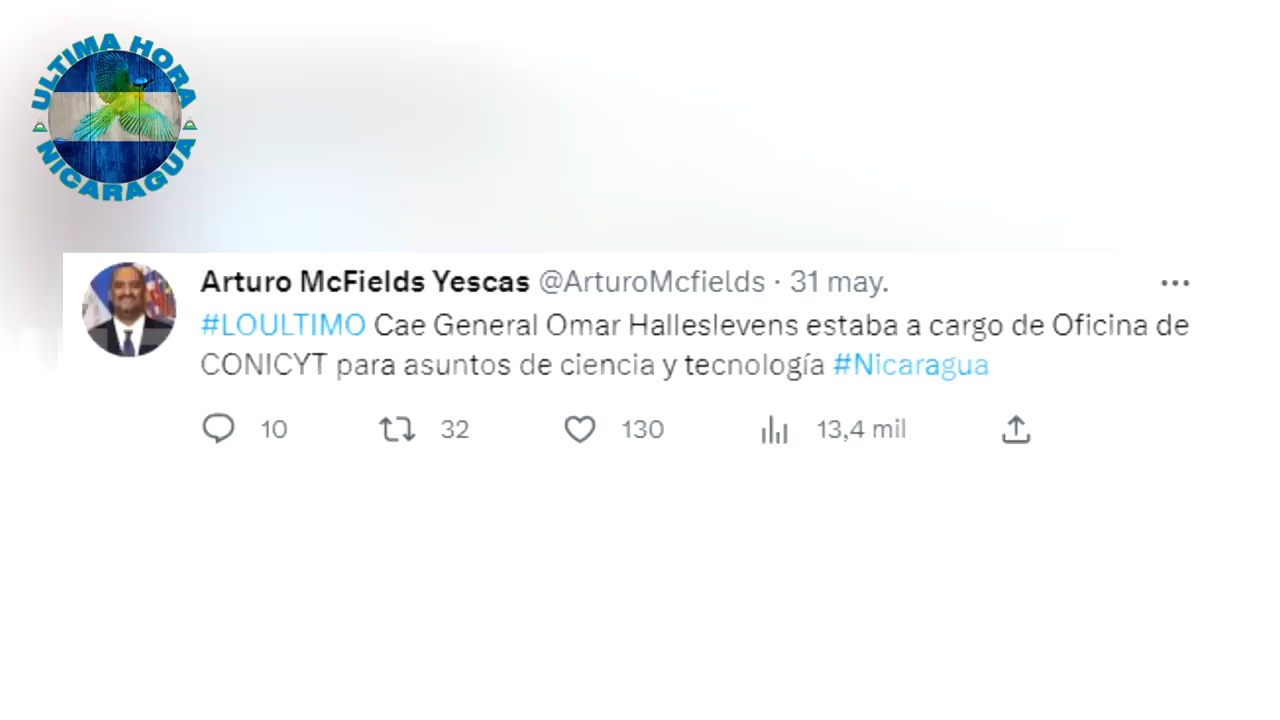 ULTIMA HORA
NICARAGUA
Arturo McFields Yescas @ArturoMcfields · 31 may.
#LOULTIMO Cae General Omar Halleslevens estaba a cargo de Oficina de
CONICYT para asuntos de ciencia y tecnología #Nicaragua
10 32 130 13,4 mil